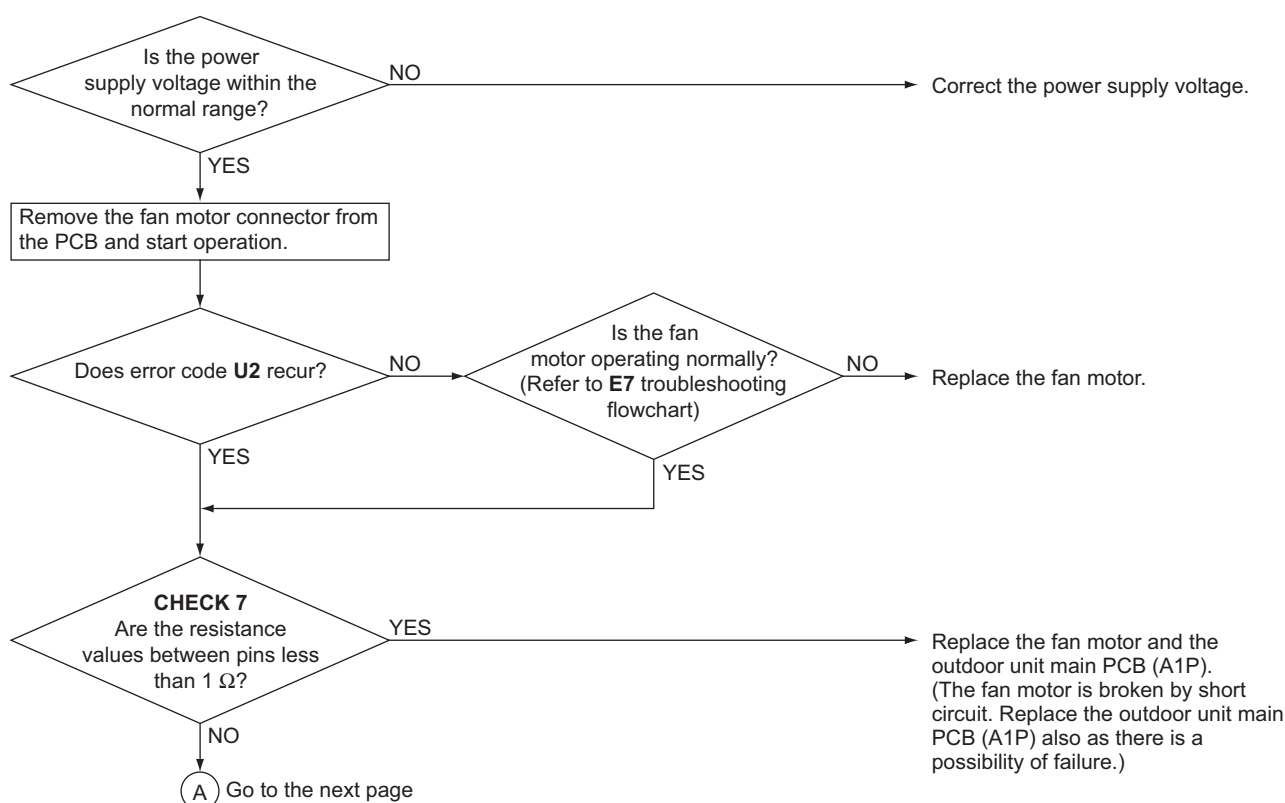 Is the power
supply voltage within the
normal range?
NO
Correct the power supply voltage.
YES
Remove the fan motor connector from
the PCB and start operation.
Does error code U2 recur?
NO
Is the fan
motor operating normally?
(Refer to E7 troubleshooting
flowchart)
NO
Replace the fan motor.
YES
YES
CHECK 7
Are the resistance
values between pins less
than 1 Ω?
YES
Replace the fan motor and the
outdoor unit main PCB (A1P).
(The fan motor is broken by short
circuit. Replace the outdoor unit main
PCB (A1P) also as there is a
possibility of failure.)
NO
A Go to the next page